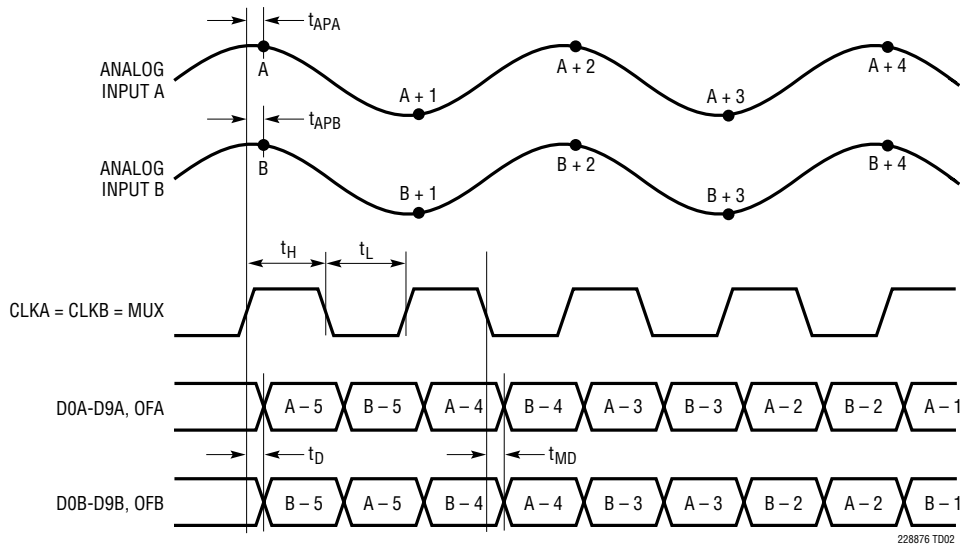 tAPA
ANALOG
INPUT A
A
A + 1
A + 2
A + 3
A + 4
tAPB
ANALOG
INPUT B
B
B + 1
B + 2
B + 3
B + 4
tH
tL
CLKA = CLKB = MUX
D0A-D9A, OFA
A – 5
B – 5
A – 4
B – 4
A – 3
B – 3
A – 2
B – 2
A – 1
tD
tMD
D0B-D9B, OFB
B – 5
A – 5
B – 4
A – 4
B – 3
A – 3
B – 2
A – 2
B – 1
228876 TD02